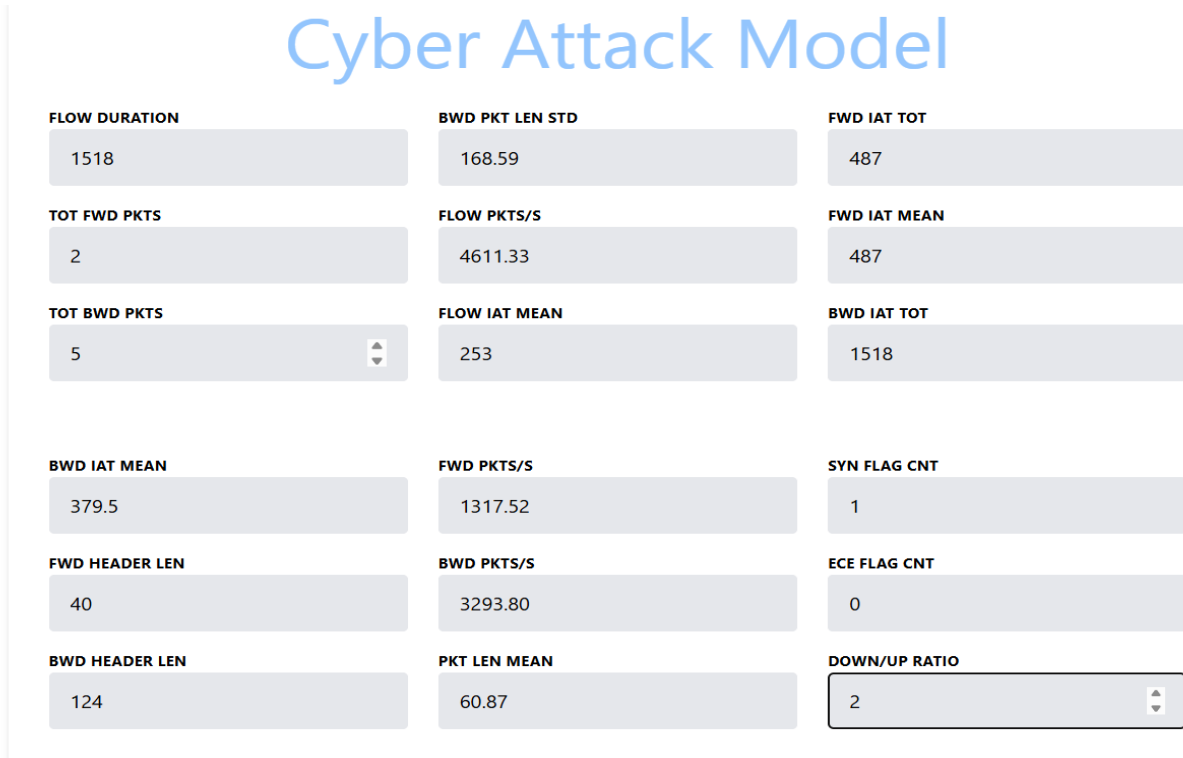 Cyber Attack Model
FLOW DURATION BWD PKT LEN STD FWD IAT TOT
1518 168.59 487
TOT FWD PKTS FLOW PKTS/S FWD IAT MEAN
2 4611.33 487
TOT BWD PKTS FLOW IAT MEAN BWD IAT TOT
5 253 1518
BWD IAT MEAN FWD PKTS/S SYN FLAG CNT
379.5 1317.52 1
FWD HEADER LEN BWD PKTS/S ECE FLAG CNT
40 3293.80 0
BWD HEADER LEN PKT LEN MEAN DOWN/UP RATIO
124 60.87 2